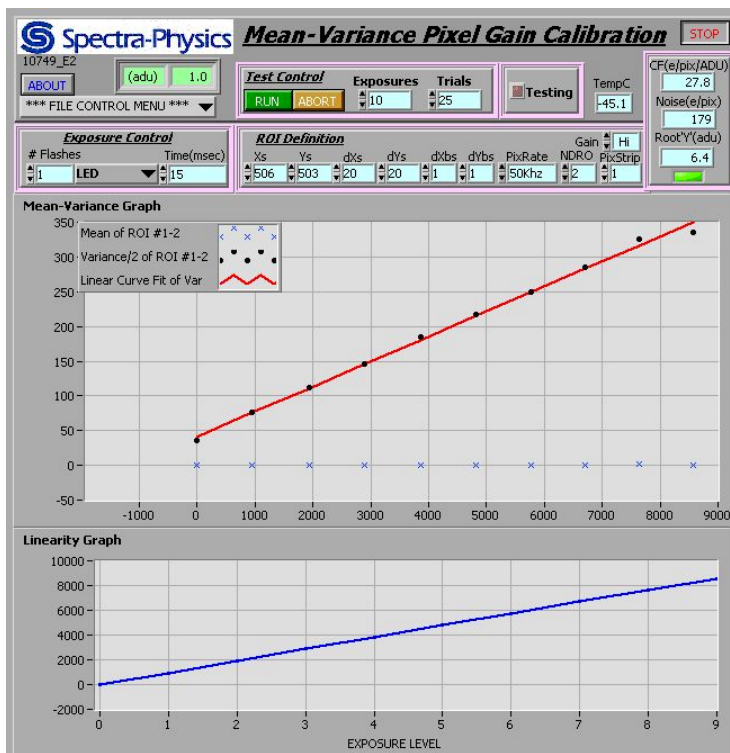 Spectra-Physics
Mean-Variance Pixel Gain Calibration
STOP
10749_E2
ABOUT
(adu) 1.0
*** FILE CONTROL MENU ***
Test Control Exposures Trials
RUN ABORT 10 25
Testing
TempC
-45.1
CF(e/pix/ADU)
27.8
Noise(e/pix)
179
Root'Y'(adu)
6.4
Exposure Control
# Flashes Time(msec)
1 LED 15
ROI Definition Gain Hi
Xs Ys dXs dYs dXbs dYbs PixRate NDRO PixStrip
506 503 20 20 1 1 50Khz 2 1
Mean-Variance Graph
Mean of ROI #1-2
Variance/2 of ROI #1-2
Linear Curve Fit of Var
350
300
250
200
150
100
50
0
-50
-1000 0 1000 2000 3000 4000 5000 6000 7000 8000 9000
Linearity Graph
10000
8000
6000
4000
2000
0
-2000
0 1 2 3 4 5 6 7 8 9
EXPOSURE LEVEL